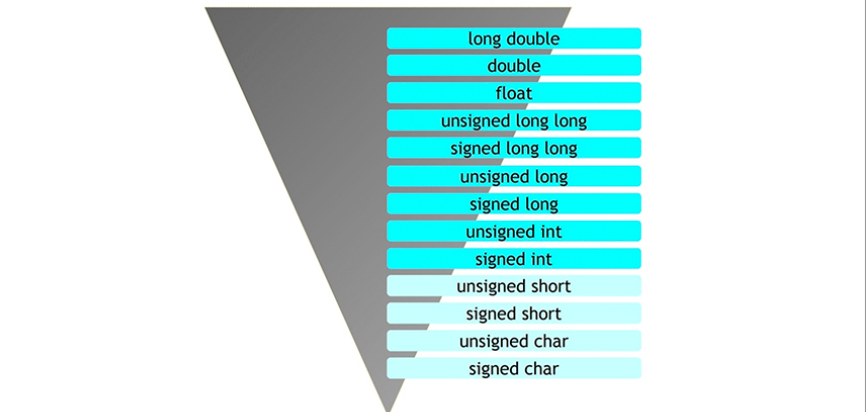 long double
double
float
unsigned long long
signed long long
unsigned long
signed long
unsigned int
signed int
unsigned short
signed short
unsigned char
signed char